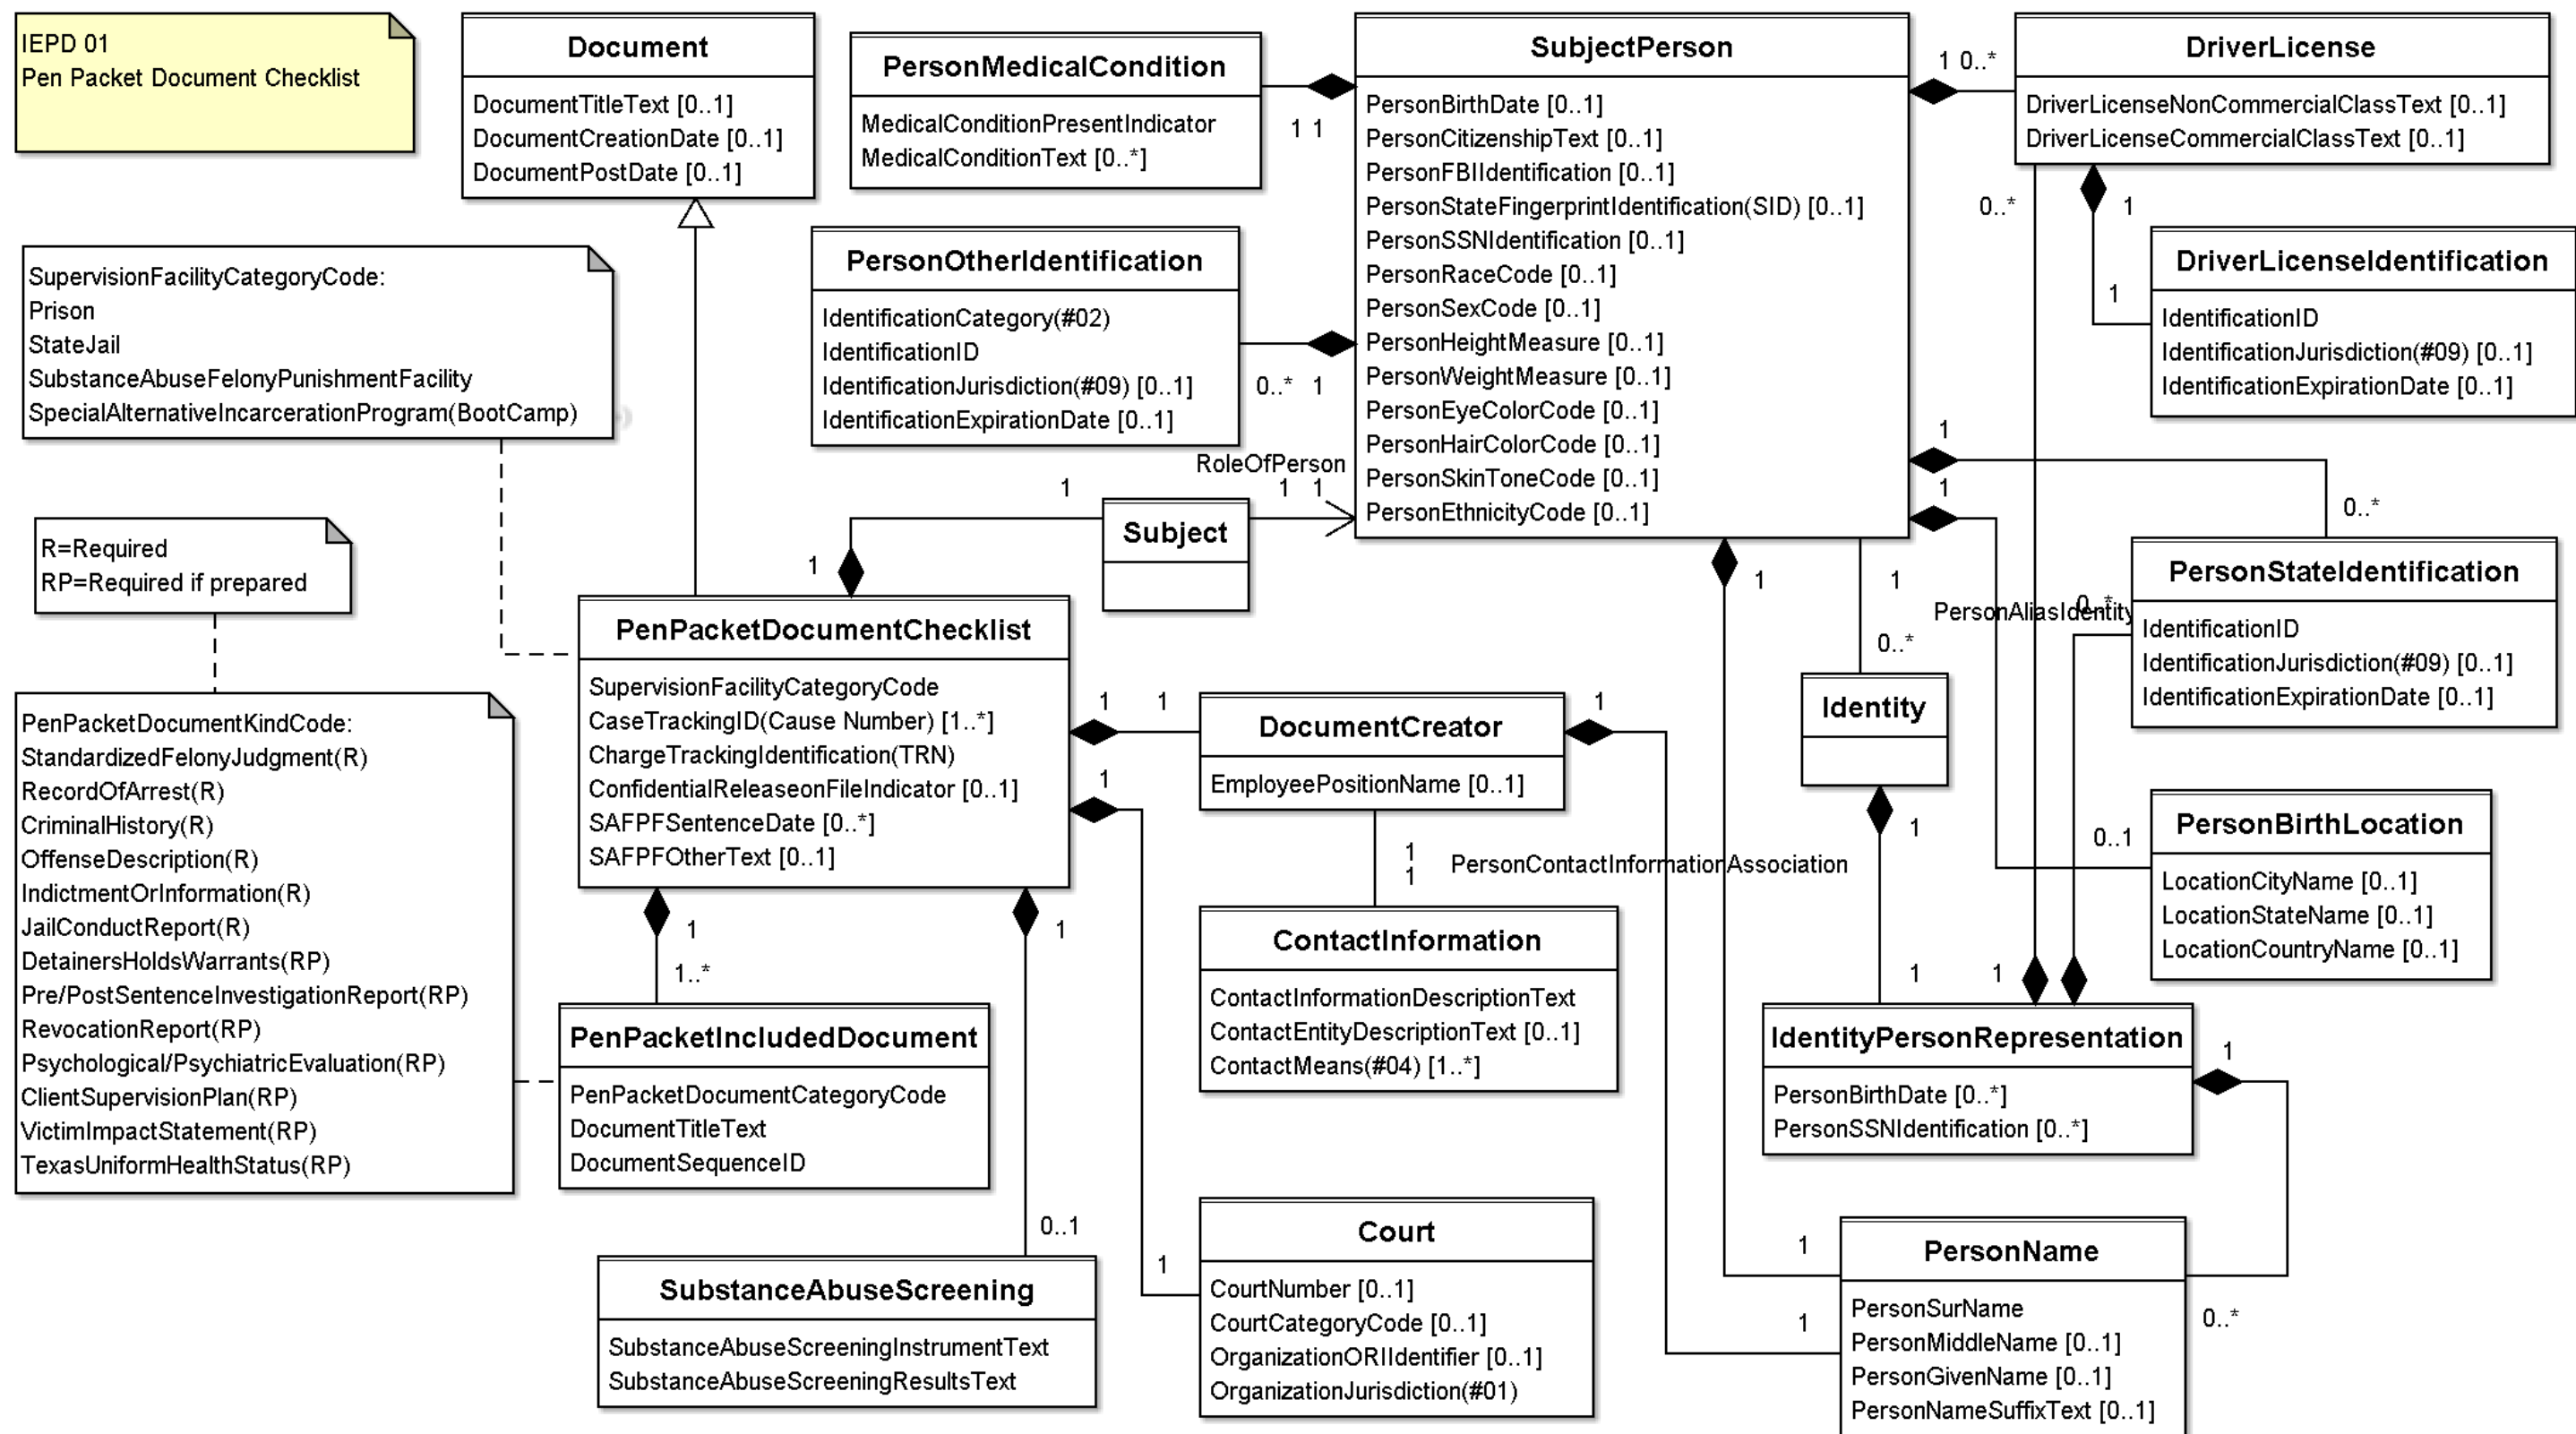 IEPD 01
Pen Packet Document Checklist
Document
DocumentTitleText [0..1]
DocumentCreationDate [0..1]
DocumentPostDate [0..1]
PersonMedicalCondition
MedicalConditionPresentIndicator
MedicalConditionText [0..*]
1 1
SubjectPerson
PersonBirthDate [0..1]
PersonCitizenshipText [0..1]
PersonFBIIdentification [0..1]
PersonStateFingerprintIdentification(SID) [0..1]
PersonSSNIdentification [0..1]
PersonRaceCode [0..1]
PersonSexCode [0..1]
PersonHeightMeasure [0..1]
PersonWeightMeasure [0..1]
PersonEyeColorCode [0..1]
PersonHairColorCode [0..1]
PersonSkinToneCode [0..1]
PersonEthnicityCode [0..1]
1 0..*
DriverLicense
DriverLicenseNonCommercialClassText [0..1]
DriverLicenseCommercialClassText [0..1]
0..*
1
1
DriverLicenseIdentification
IdentificationID
IdentificationJurisdiction(#09) [0..1]
IdentificationExpirationDate [0..1]
SupervisionFacilityCategoryCode:
Prison
StateJail
SubstanceAbuseFelonyPunishmentFacility
SpecialAlternativeIncarcerationProgram(BootCamp)
PersonOtherIdentification
IdentificationCategory(#02)
IdentificationID
IdentificationJurisdiction(#09) [0..1]
IdentificationExpirationDate [0..1]
0..* 1
RoleOfPerson
1
1 1
Subject
1
1
1
0..*
R=Required
RP=Required if prepared
PersonStateIdentification
IdentificationID
IdentificationJurisdiction(#09) [0..1]
IdentificationExpirationDate [0..1]
1
1
PersonAliasIdentity
0..*
0..*
PenPacketDocumentChecklist
SupervisionFacilityCategoryCode
CaseTrackingID(Cause Number) [1..*]
ChargeTrackingIdentification(TRN)
ConfidentialReleaseonFileIndicator [0..1]
SAFPFSentenceDate [0..*]
SAFPFOtherText [0..1]
1 1
1
DocumentCreator
EmployeePositionName [0..1]
1
Identity
1
PenPacketDocumentKindCode:
StandardizedFelonyJudgment(R)
RecordOfArrest(R)
CriminalHistory(R)
OffenseDescription(R)
IndictmentOrInformation(R)
JailConductReport(R)
DetainersHoldsWarrants(RP)
Pre/PostSentenceInvestigationReport(RP)
RevocationReport(RP)
Psychological/PsychiatricEvaluation(RP)
ClientSupervisionPlan(RP)
VictimImpactStatement(RP)
TexasUniformHealthStatus(RP)
0..1
PersonBirthLocation
LocationCityName [0..1]
LocationStateName [0..1]
LocationCountryName [0..1]
1
1
PersonContactInformationAssociation
ContactInformation
ContactInformationDescriptionText
ContactEntityDescriptionText [0..1]
ContactMeans(#04) [1..*]
1
1..*
1
1
1
PenPacketIncludedDocument
PenPacketDocumentCategoryCode
DocumentTitleText
DocumentSequenceID
IdentityPersonRepresentation
PersonBirthDate [0..*]
PersonSSNIdentification [0..*]
1
0..1
SubstanceAbuseScreening
SubstanceAbuseScreeningInstrumentText
SubstanceAbuseScreeningResultsText
1
Court
CourtNumber [0..1]
CourtCategoryCode [0..1]
OrganizationORIIdentifier [0..1]
OrganizationJurisdiction(#01)
1
1
PersonName
PersonSurName
PersonMiddleName [0..1]
PersonGivenName [0..1]
PersonNameSuffixText [0..1]
0..*